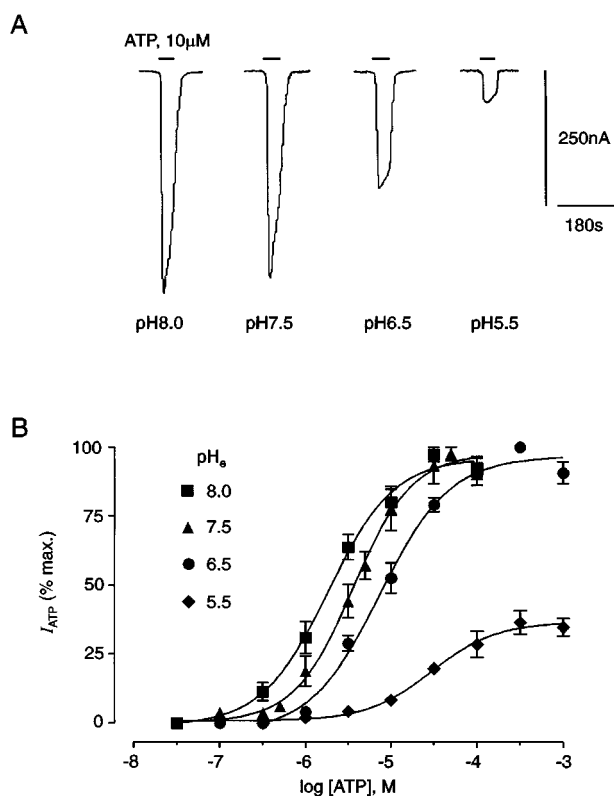 A
ATP, 10μM
250nA
180s
pH8.0 pH7.5 pH6.5 pH5.5
B
100
75
50
25
0
I_ATP (% max.)
pHe
8.0
7.5
6.5
5.5
-8 -7 -6 -5 -4 -3
log [ATP], M